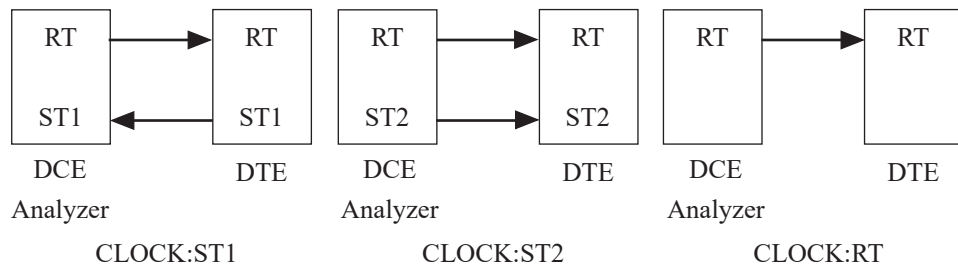 RT RT RT RT RT RT
ST1 ST1 ST2 ST2
DCE DTE DCE DTE DCE DTE
Analyzer Analyzer Analyzer
CLOCK:ST1 CLOCK:ST2 CLOCK:RT